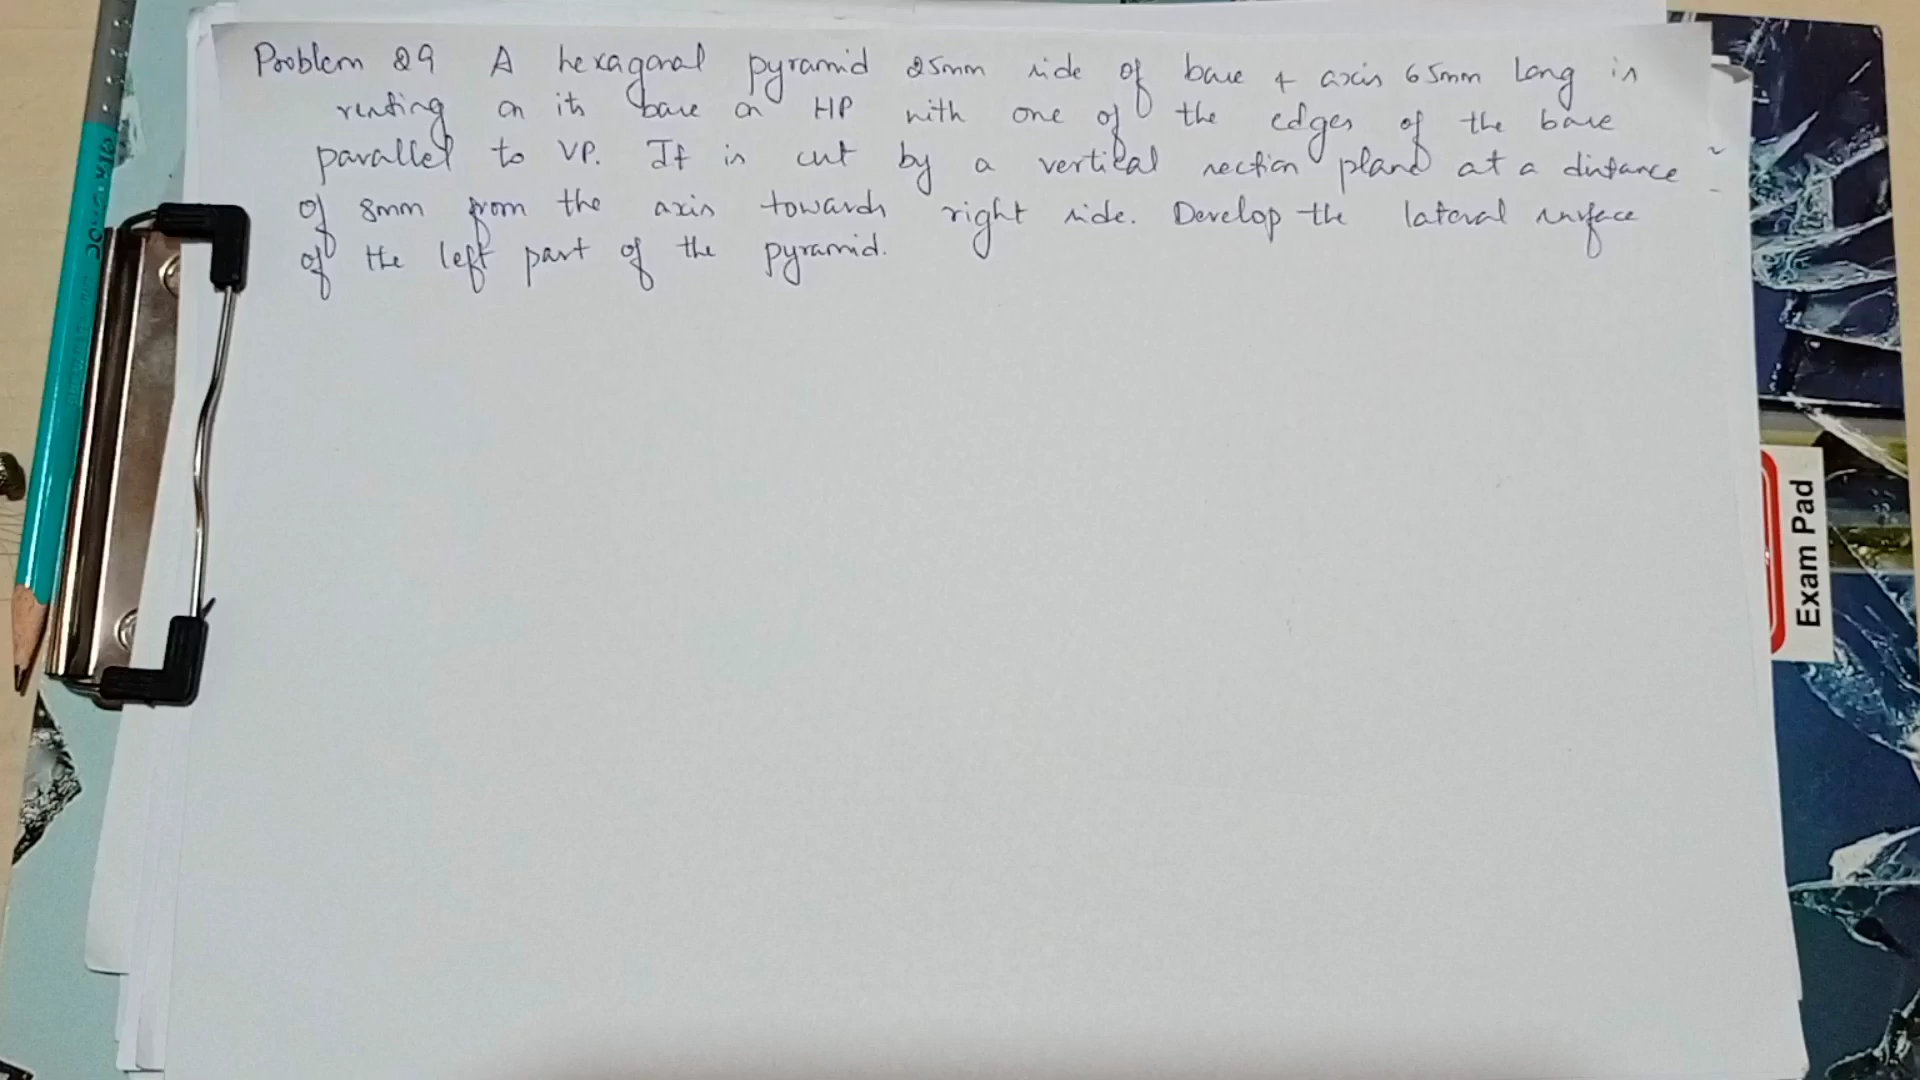 Problem 29 A hexagonal pyramid 25mm side of base & axis 65mm long is
resting on its base on HP with one of the edges of the base
parallel to VP. It is cut by a vertical section plane at a distance
of 8mm from the axis towards right side. Develop the lateral surface
of the left part of the pyramid.
Exam Pad